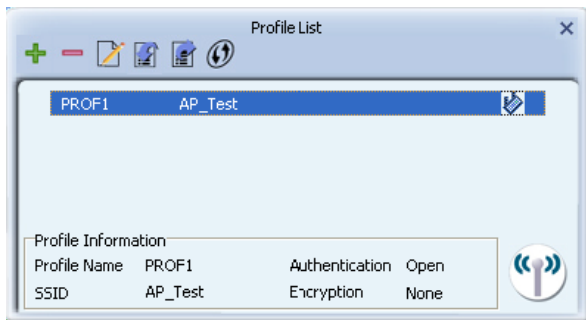 Profile List
PROF1 AP_Test
Profile Information
Profile Name PROF1 Authentication Open
SSID AP_Test Encryption None